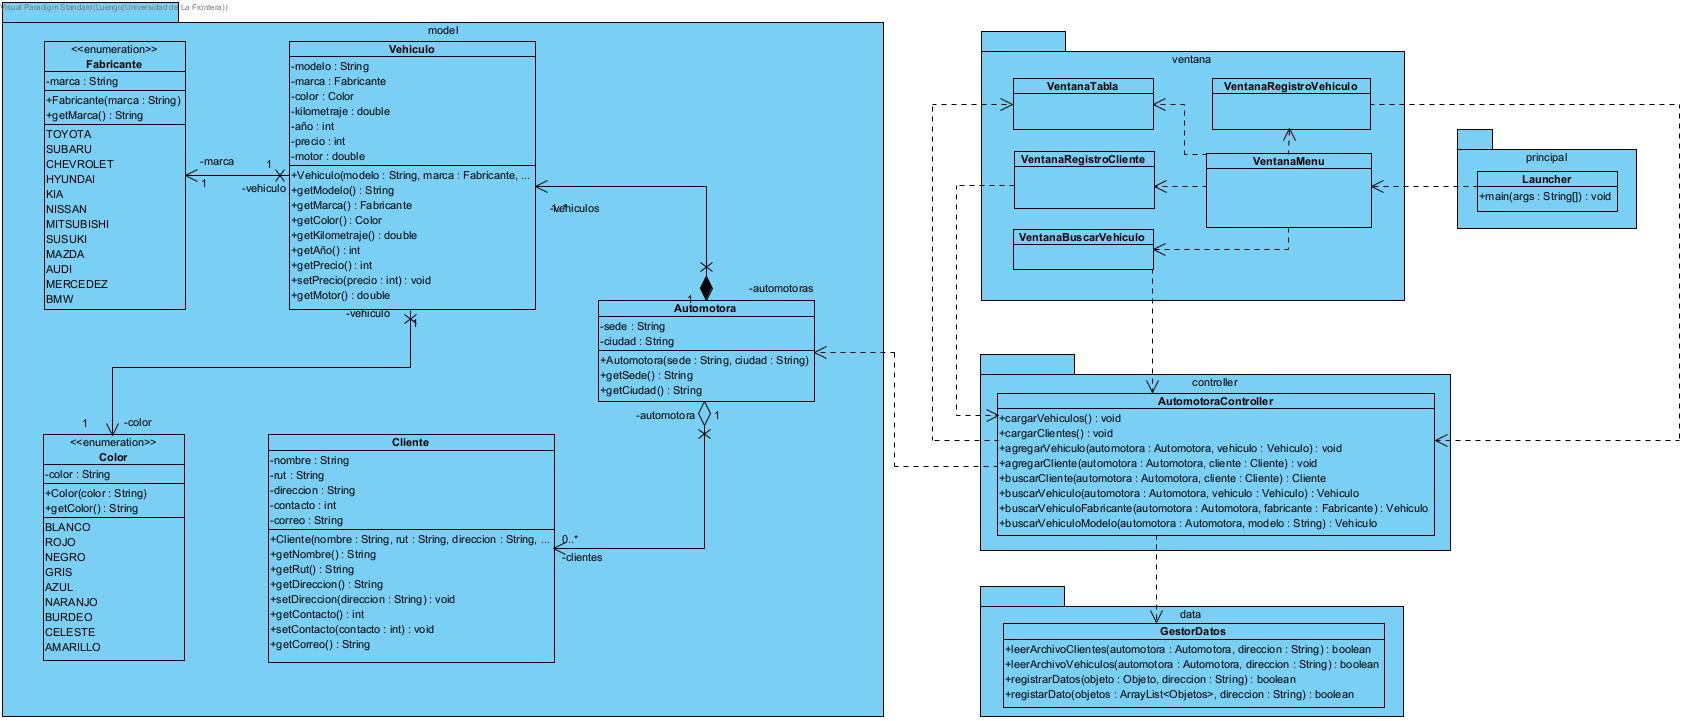 Visual Paradigm Standard(Luengo(Universidad de La Frontera))
model
<<enumeration>>
Fabricante
-marca : String
+Fabricante(marca : String)
+getMarca() : String
TOYOTA
SUBARU
CHEVROLET
HYUNDAI
KIA
NISSAN
MITSUBISHI
SUSUKI
MAZDA
AUDI
MERCEDEZ
BMW
-marca
1
1
-vehiculo
Vehiculo
-modelo : String
-marca : Fabricante
-color : Color
-kilometraje : double
-año : int
-precio : int
-motor : double
+Vehiculo(modelo : String, marca : Fabricante, ...
+getModelo() : String
+getMarca() : Fabricante
+getColor() : Color
+getKilometraje() : double
+getAño() : int
+getPrecio() : int
+setPrecio(precio : int) : void
+getMotor() : double
-vehiculo
1
1..*
-vehiculos
-automotoras
1
Automotora
-sede : String
-ciudad : String
+Automotora(sede : String, ciudad : String)
+getSede() : String
+getCiudad() : String
-automotora
1
1
-color
<<enumeration>>
Color
-color : String
+Color(color : String)
+getColor() : String
BLANCO
ROJO
NEGRO
GRIS
AZUL
NARANJO
BURDEO
CELESTE
AMARILLO
Cliente
-nombre : String
-rut : String
-direccion : String
-contacto : int
-correo : String
+Cliente(nombre : String, rut : String, direccion : String, ...
+getNombre() : String
+getRut() : String
+getDireccion() : String
+setDireccion(direccion : String) : void
+getContacto() : int
+setContacto(contacto : int) : void
+getCorreo() : String
0..*
-clientes
ventana
VentanaTabla
VentanaRegistroVehiculo
VentanaRegistroCliente
VentanaMenu
VentanaBuscarVehiculo
principal
Launcher
+main(args : String[]) : void
controller
AutomotoraController
+cargarVehiculos() : void
+cargarClientes() : void
+agregarVehiculo(automotora : Automotora, vehiculo : Vehiculo) : void
+agregarCliente(automotora : Automotora, cliente : Cliente) : void
+buscarCliente(automotora : Automotora, cliente : Cliente) : Cliente
+buscarVehiculo(automotora : Automotora, vehiculo : Vehiculo) : Vehiculo
+buscarVehiculoFabricante(automotora : Automotora, fabricante : Fabricante) : Vehiculo
+buscarVehiculoModelo(automotora : Automotora, modelo : String) : Vehiculo
data
GestorDatos
+leerArchivoClientes(automotora : Automotora, direccion : String) : boolean
+leerArchivoVehiculos(automotora : Automotora, direccion : String) : boolean
+registrarDatos(objeto : Objeto, direccion : String) : boolean
+registarDato(objetos : ArrayList<Objetos>, direccion : String) : boolean